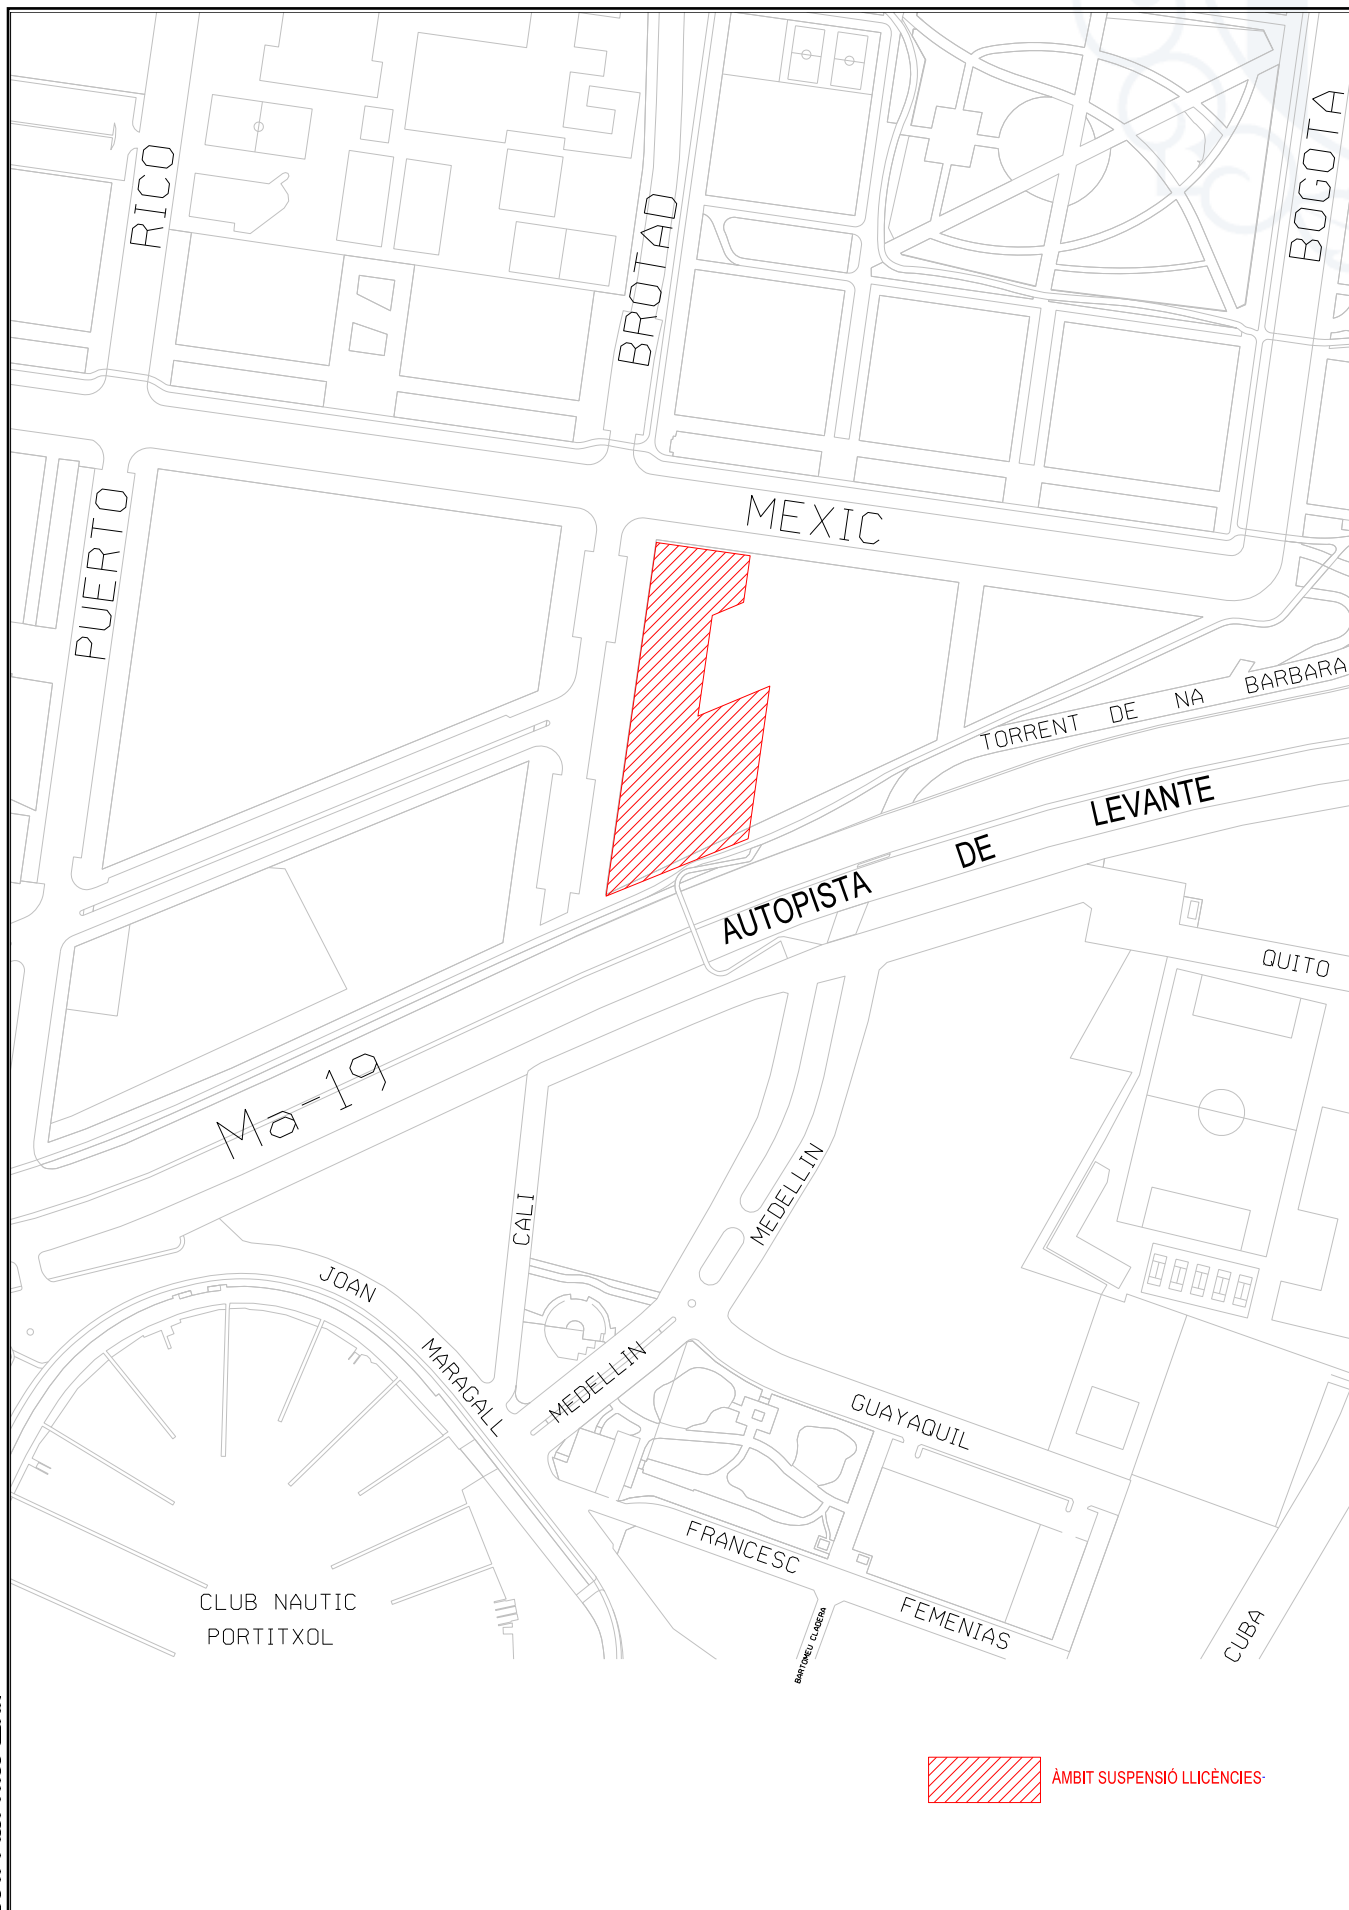 RICO
BROTAD
BOGOTA
MEXIC
PUERTO
TORRENT DE NA BARBARA
AUTOPISTA DE LEVANTE
QUITO
Ma-19
MEDELLIN
CALI
JOAN
MARAGALL
MEDELLIN
GUAYAQUIL
FRANCESC
FEMENIAS
CLUB NAUTIC
PORTITXOL
BARTOMEU CLADERA
CUBA
ÀMBIT SUSPENSIÓ LLICÈNCIES-